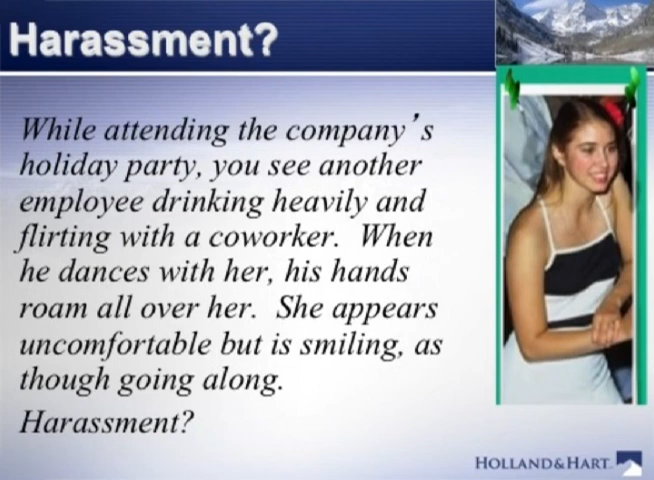 Harassment?
While attending the company's
holiday party, you see another
employee drinking heavily and
flirting with a coworker.  When
he dances with her, his hands
roam all over her.  She appears
uncomfortable but is smiling, as
though going along.
Harassment?
HOLLAND&HART